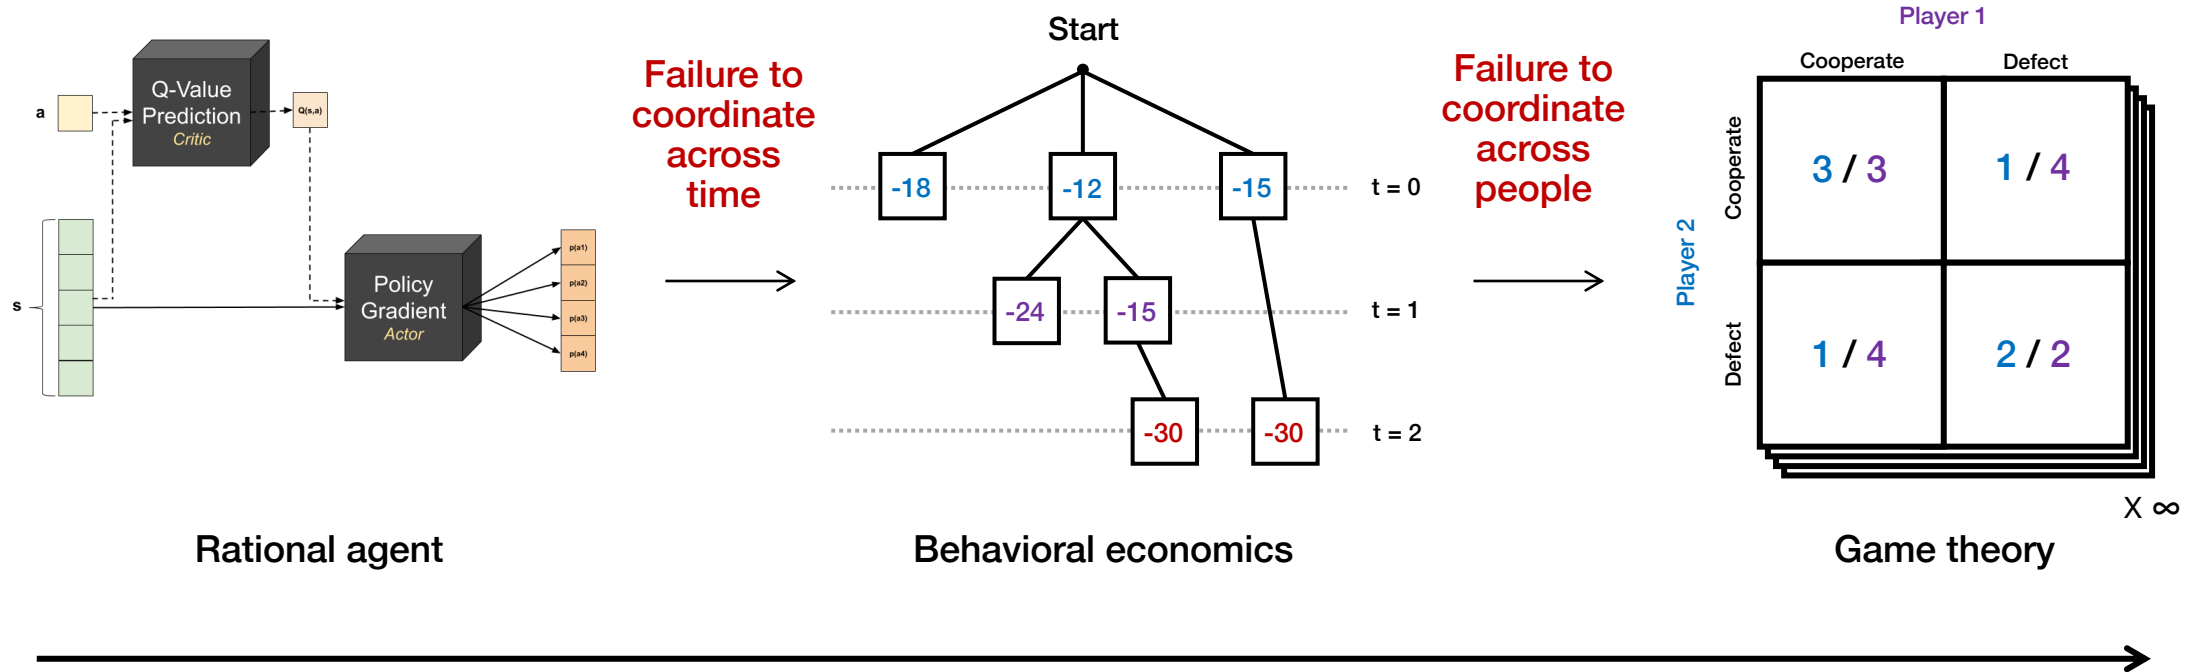 a
Q-Value
Prediction
Critic
Q(s,a)
s
Policy
Gradient
Actor
p(a1)
p(a2)
p(a3)
p(a4)
Rational agent
Failure to
coordinate
across
time
Start
-18
-12
-15
t = 0
-24
-15
t = 1
-30
-30
t = 2
Behavioral economics
Failure to
coordinate
across
people
Player 1
Cooperate
Defect
Player 2
Cooperate
Defect
3 / 3
1 / 4
1 / 4
2 / 2
X ∞
Game theory